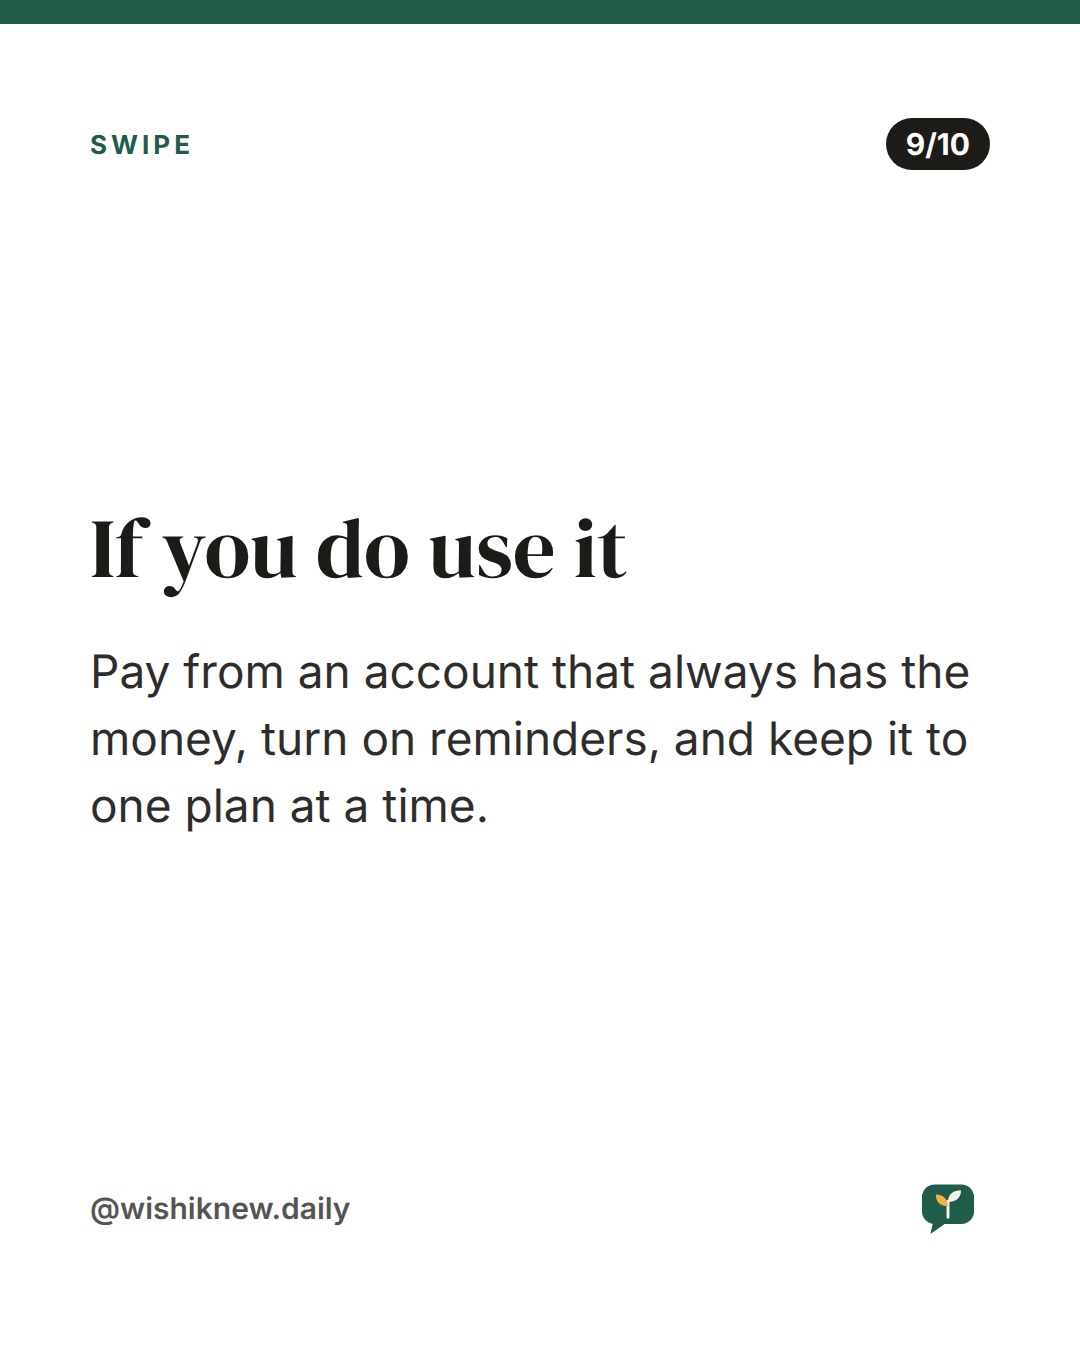 SWIPE
9/10
If you do use it
Pay from an account that always has the
money, turn on reminders, and keep it to
one plan at a time.
@wishiknew.daily